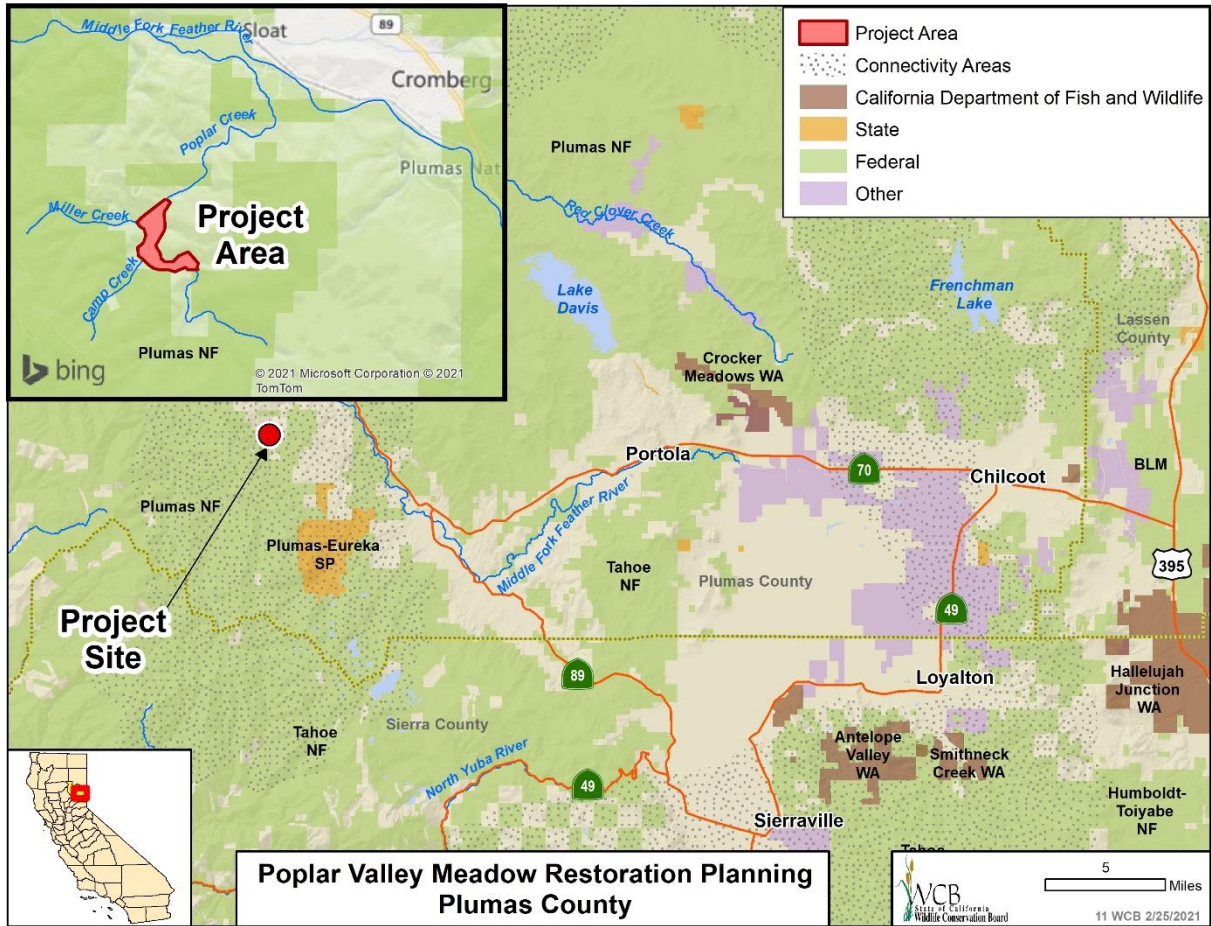 Middle Fork Feather River
Sloat
89
Cromberg
Poplar Creek
Plumas Nat
Miller Creek
Project
Area
Camp Creek
Plumas NF
bing
© 2021 Microsoft Corporation © 2021
TomTom
Project Area
Connectivity Areas
California Department of Fish and Wildlife
State
Federal
Other
Plumas NF
Red Clover Creek
Lake
Davis
Frenchman
Lake
Lassen
County
Crocker
Meadows WA
Portola
70
Chilcoot
BLM
Plumas NF
Plumas-Eureka
SP
Middle Fork Feather River
Tahoe
NF
Plumas County
395
49
Project
Site
89
Loyalton
Hallelujah
Junction
WA
Tahoe
NF
Sierra County
North Yuba River
49
Antelope
Valley
WA
Smithneck
Creek WA
Humboldt-
Toiyabe
NF
Sierraville
Tahoe
Poplar Valley Meadow Restoration Planning
Plumas County
WCB
State of California
Wildlife Conservation Board
5
Miles
11 WCB 2/25/2021